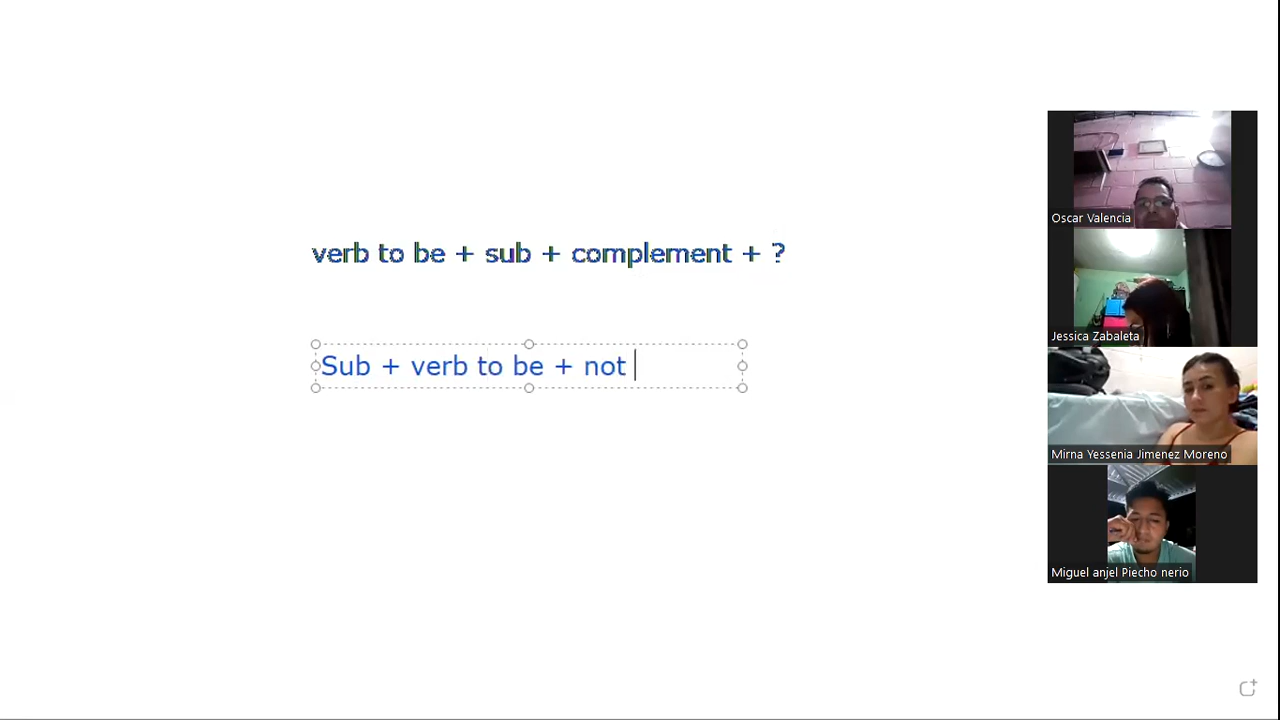 verb to be + sub + complement + ?
Sub + verb to be + not
Oscar Valencia
Jessica Zabaleta
Mirna Yessenia Jimenez Moreno
Miguel anjel Piecho nerio